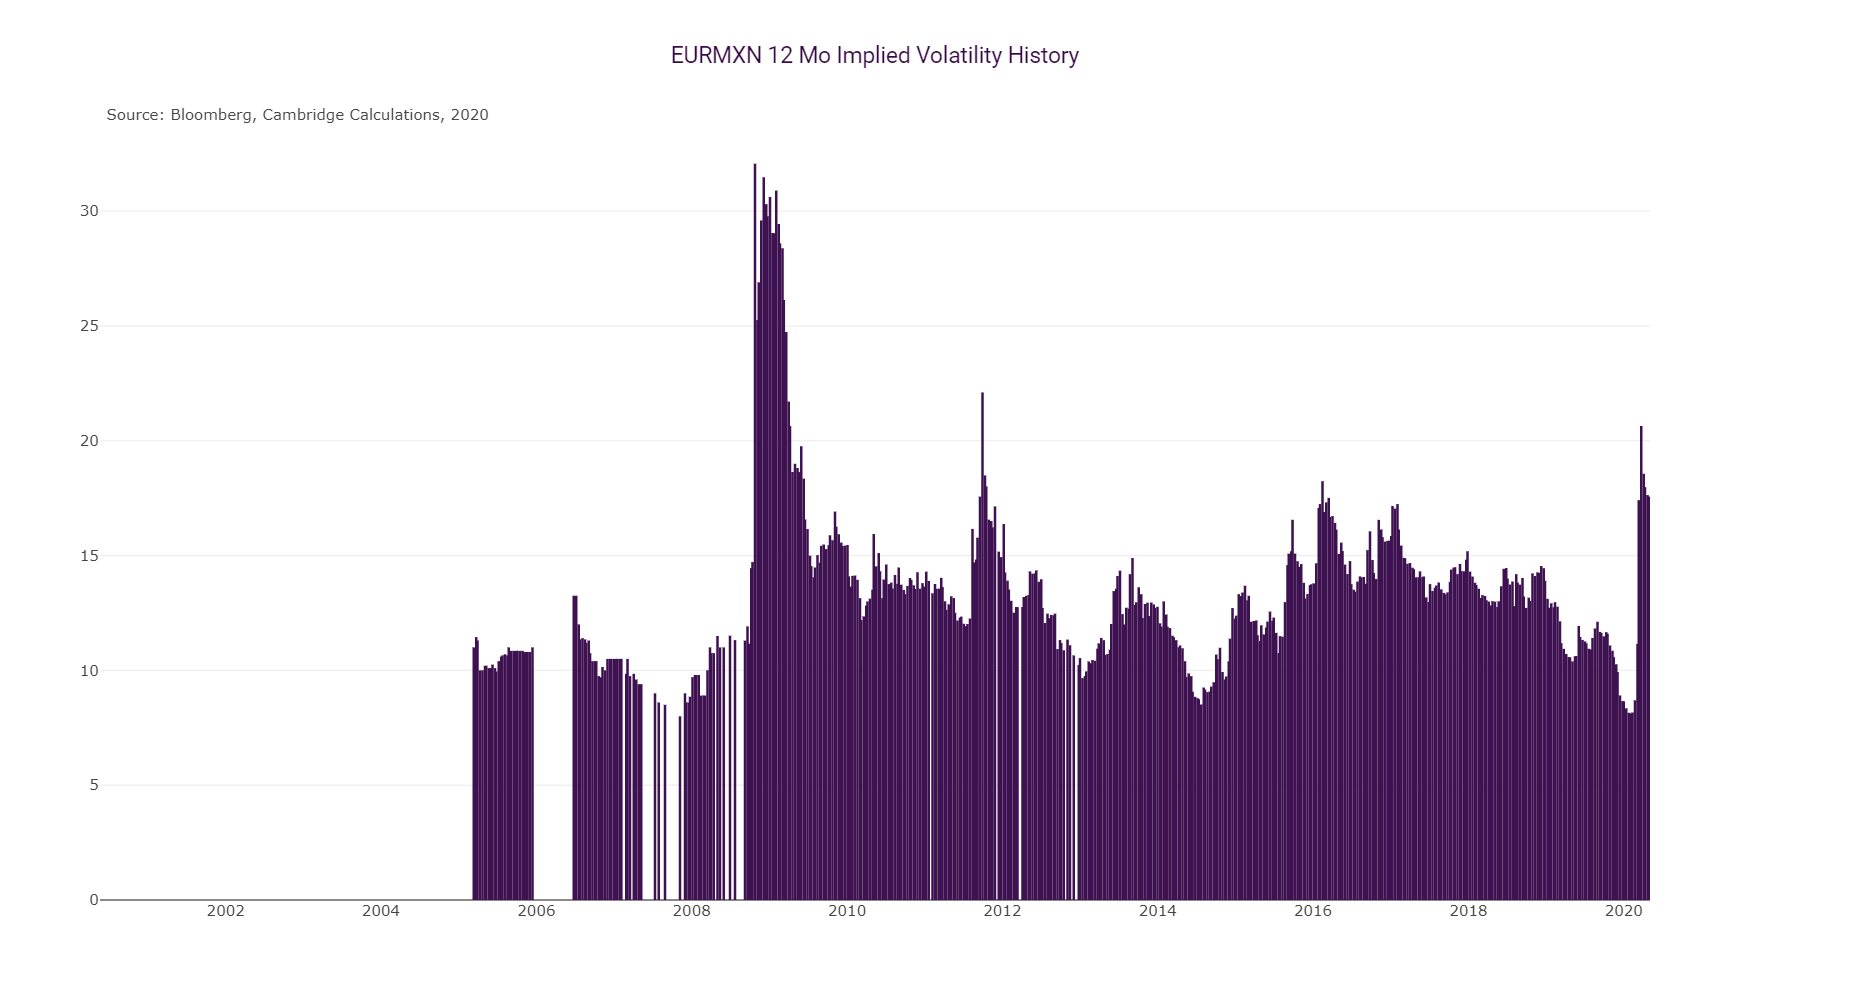 EURMXN 12 Mo Implied Volatility History
Source: Bloomberg, Cambridge Calculations, 2020
30
25
20
15
10
5
0
2002 2004 2006 2008 2010 2012 2014 2016 2018 2020